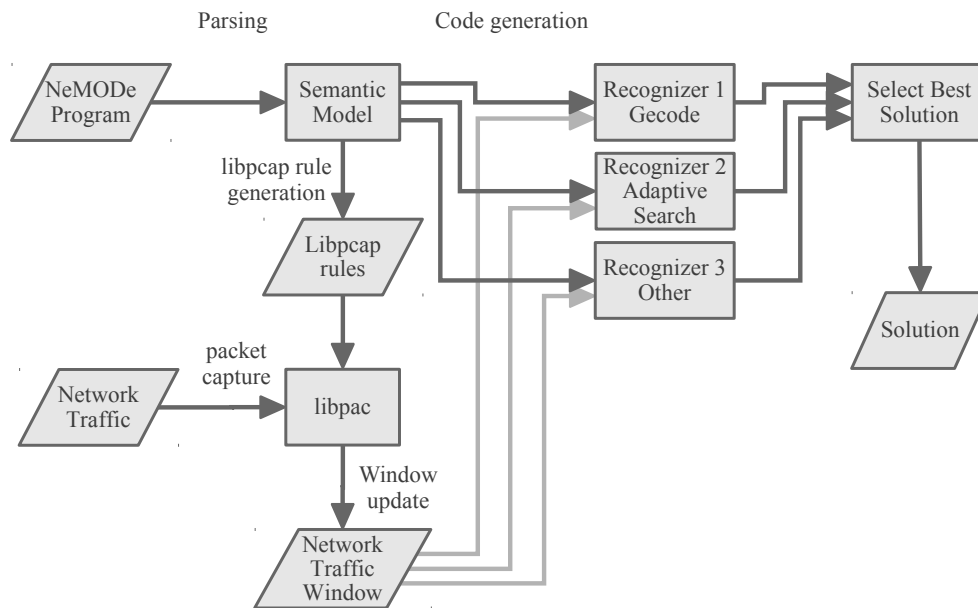 Parsing
Code generation
NeMODe
Program
Semantic
Model
Recognizer 1
Gecode
Select Best
Solution
libpcap rule
generation
Recognizer 2
Adaptive
Search
Libpcap
rules
Recognizer 3
Other
Solution
packet
capture
Network
Traffic
libpac
Window
update
Network
Traffic
Window